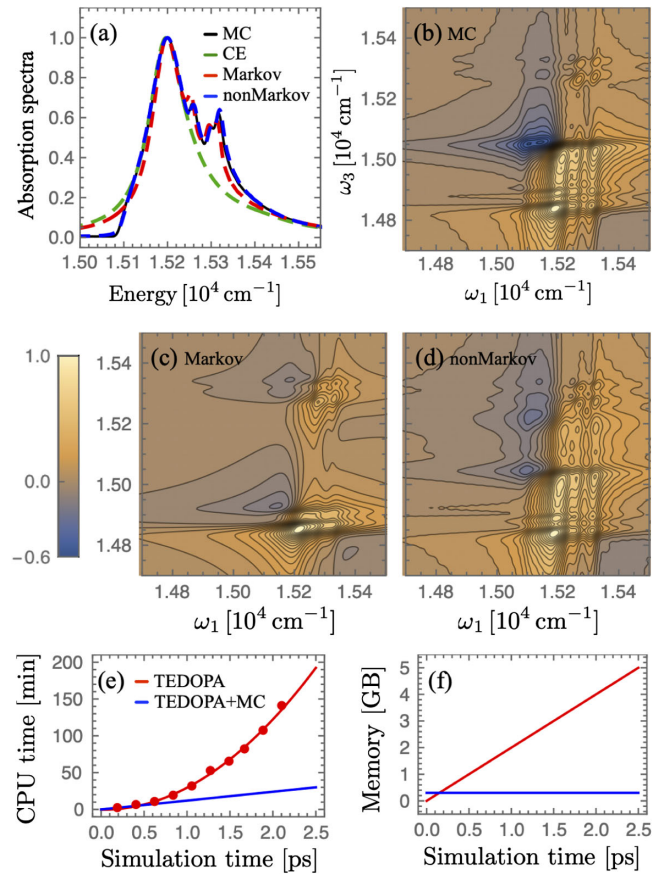 (a)
MC
CE
Markov
nonMarkov
Absorption spectra
1.0
0.8
0.6
0.4
0.2
0.0
1.50 1.51 1.52 1.53 1.54 1.55
Energy [10⁴ cm⁻¹]
(b) MC
ω₃ [10⁴ cm⁻¹]
1.54
1.52
1.50
1.48
1.48 1.50 1.52 1.54
ω₁ [10⁴ cm⁻¹]
1.0
0.0
−0.6
(c) Markov
1.54
1.52
1.50
1.48
1.48 1.50 1.52 1.54
ω₁ [10⁴ cm⁻¹]
(d) nonMarkov
1.48 1.50 1.52 1.54
ω₁ [10⁴ cm⁻¹]
(e)
TEDOPA
TEDOPA+MC
CPU time [min]
200
150
100
50
0
0.0 0.5 1.0 1.5 2.0 2.5
Simulation time [ps]
(f)
Memory [GB]
5
4
3
2
1
0
0.0 0.5 1.0 1.5 2.0 2.5
Simulation time [ps]